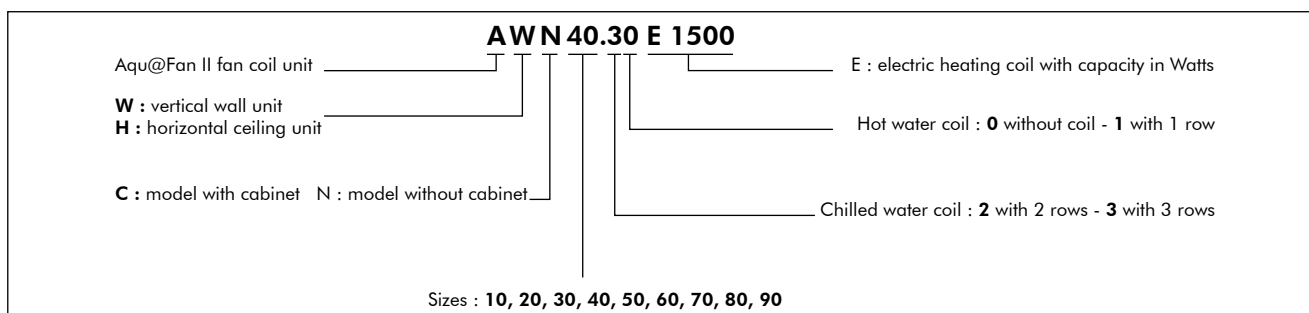 AWN40.30 E 1500
Aqu@Fan II fan coil unit
E : electric heating coil with capacity in Watts
W : vertical wall unit
H : horizontal ceiling unit
Hot water coil : 0 without coil - 1 with 1 row
C : model with cabinet N : model without cabinet
Chilled water coil : 2 with 2 rows - 3 with 3 rows
Sizes : 10, 20, 30, 40, 50, 60, 70, 80, 90